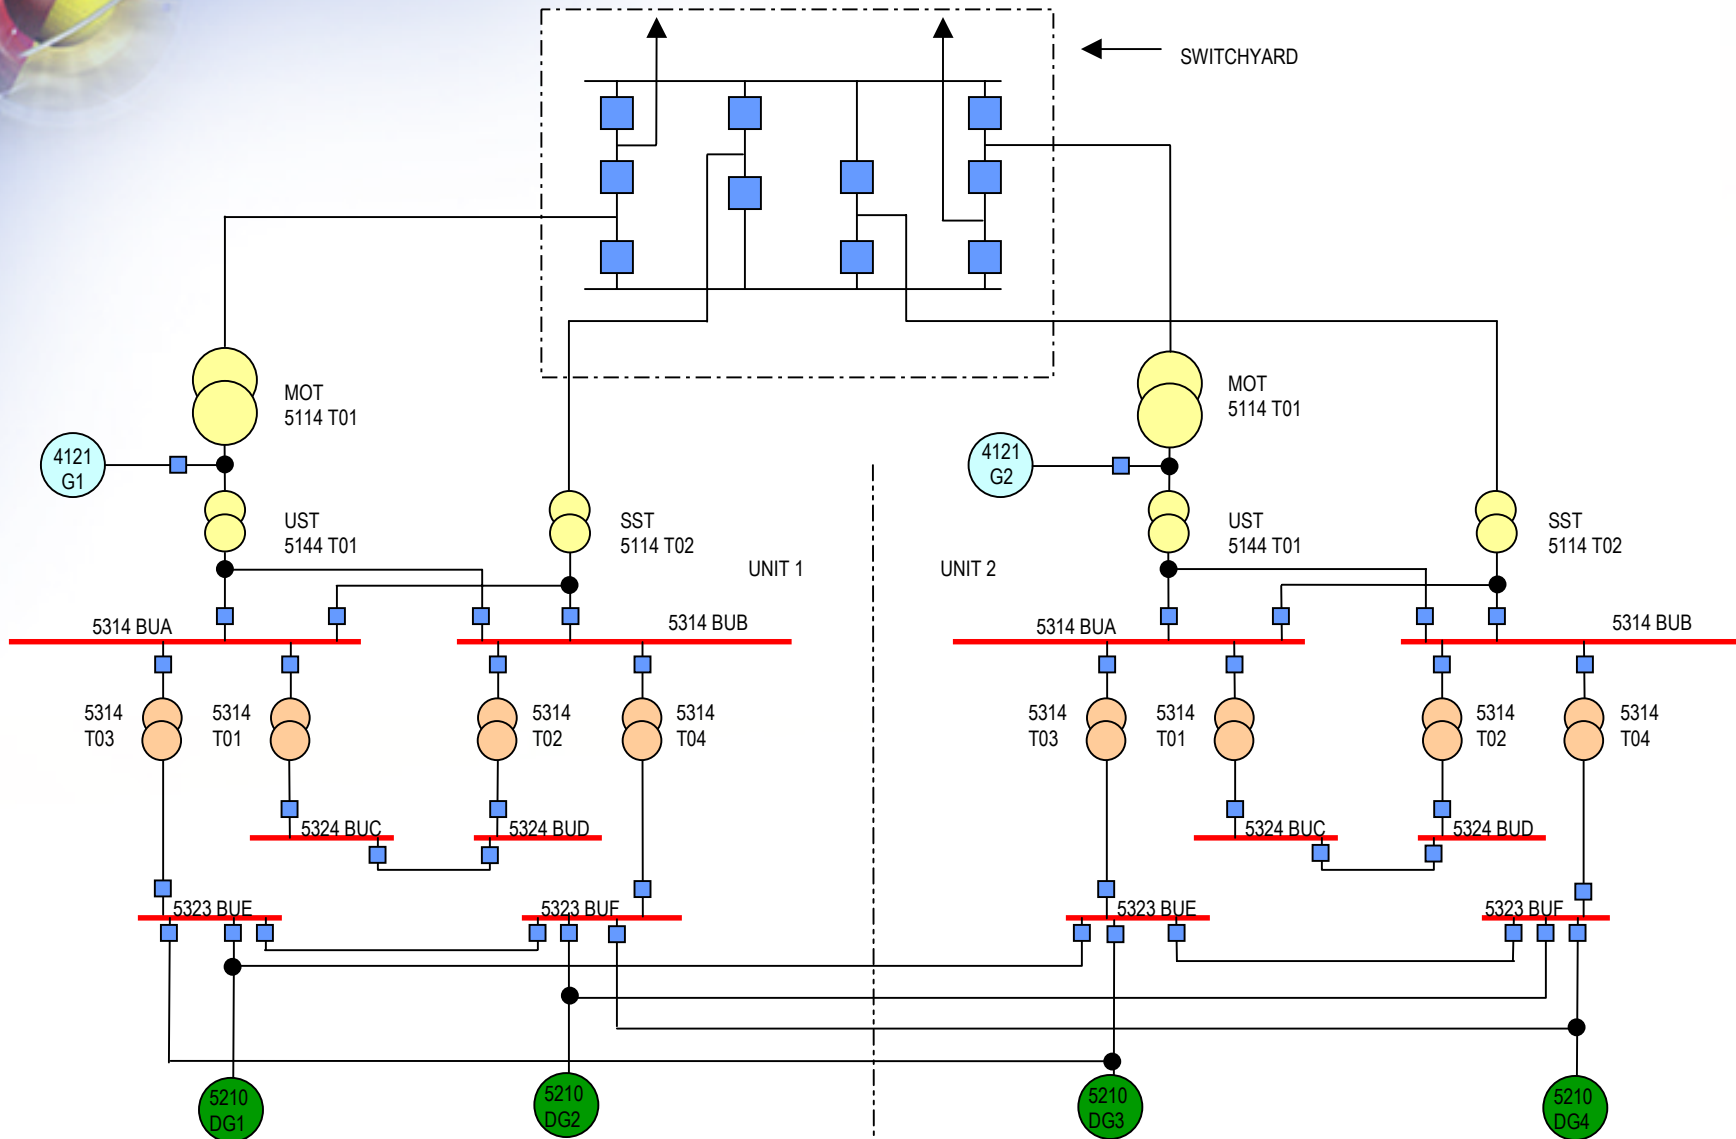 SWITCHYARD
MOT
5114 T01
MOT
5114 T01
4121
G1
4121
G2
UST
5144 T01
SST
5114 T02
UST
5144 T01
SST
5114 T02
UNIT 1
UNIT 2
5314 BUA
5314 BUB
5314 BUA
5314 BUB
5314
T03
5314
T01
5314
T02
5314
T04
5314
T03
5314
T01
5314
T02
5314
T04
5324 BUC
5324 BUD
5324 BUC
5324 BUD
5323 BUE
5323 BUF
5323 BUE
5323 BUF
5210
DG1
5210
DG2
5210
DG3
5210
DG4